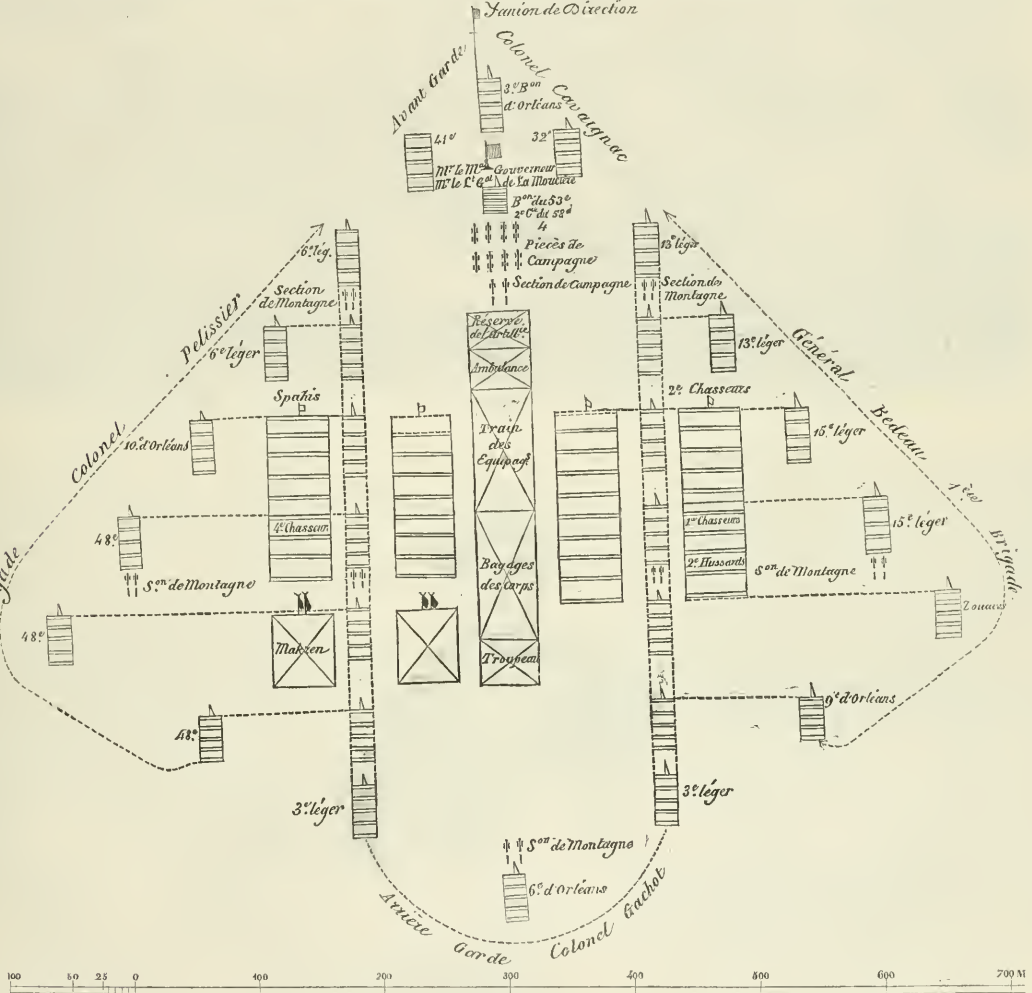 Fanion de Direction
Avant Garde
Colonel Cavaignac
3.e B.on
d'Orléans
41.e
32.e
Mr. le M.al Gouverneur
Mr. le L.t G.al de La Moricière
B.on du 53.e
2.e C.ie du 58.e
4
Pieces de
Campagne
Section de Campagne
6.e lég.
13.e léger
Section
de Montagne
Section de
Montagne
6.e léger
13.e léger
Colonel Pelissier
Général Bedeau 1.ère Brigade
Réserve
de l'Artill.ie
Ambulance
Spahis
2.e Chasseurs
10.e d'Orléans
15.e léger
Train
des
Equipag.s
4.e Chasseur
1.er Chasseurs
48.e
15.e léger
2.e Hussards
S.on de Montagne
S.on de Montagne
Bagages
des corps
Zouaves
48.e
Makzen
Troupeau
48.e
9.e d'Orléans
3.e léger
3.e léger
S.on de Montagne
6.e d'Orléans
Arrière Garde Colonel Gachot
100 50 25 0 100 200 300 400 500 600 700 M